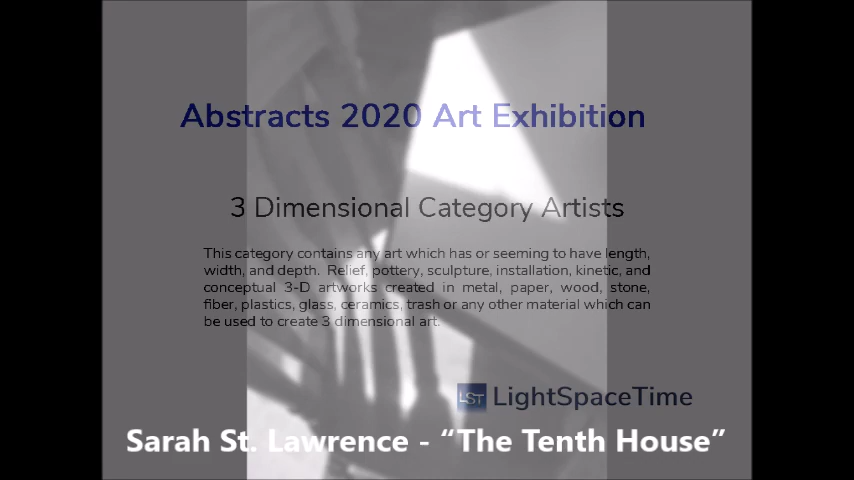 Abstracts 2020 Art Exhibition
3 Dimensional Category Artists
This category contains any art which has or seeming to have length,
width, and depth. Relief, pottery, sculpture, installation, kinetic, and
conceptual 3-D artworks created in metal, paper, wood, stone,
fiber, plastics, glass, ceramics, trash or any other material which can
be used to create 3 dimensional art.
LST LightSpaceTime
Sarah St. Lawrence - “The Tenth House”